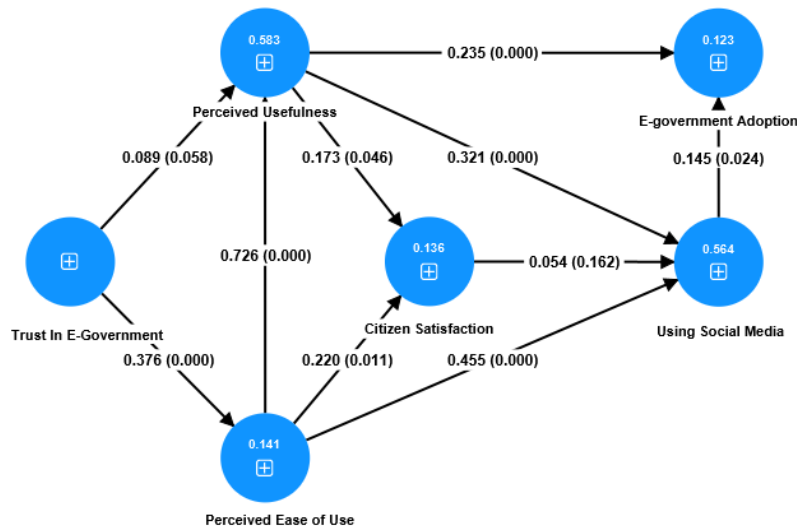 0.583
0.123
0.235 (0.000)
Perceived Usefulness
E-government Adoption
0.089 (0.058)
0.173 (0.046)
0.321 (0.000)
0.145 (0.024)
0.726 (0.000)
0.136
0.054 (0.162)
0.564
Trust In E-Government
Citizen Satisfaction
Using Social Media
0.376 (0.000)
0.220 (0.011)
0.455 (0.000)
0.141
Perceived Ease of Use